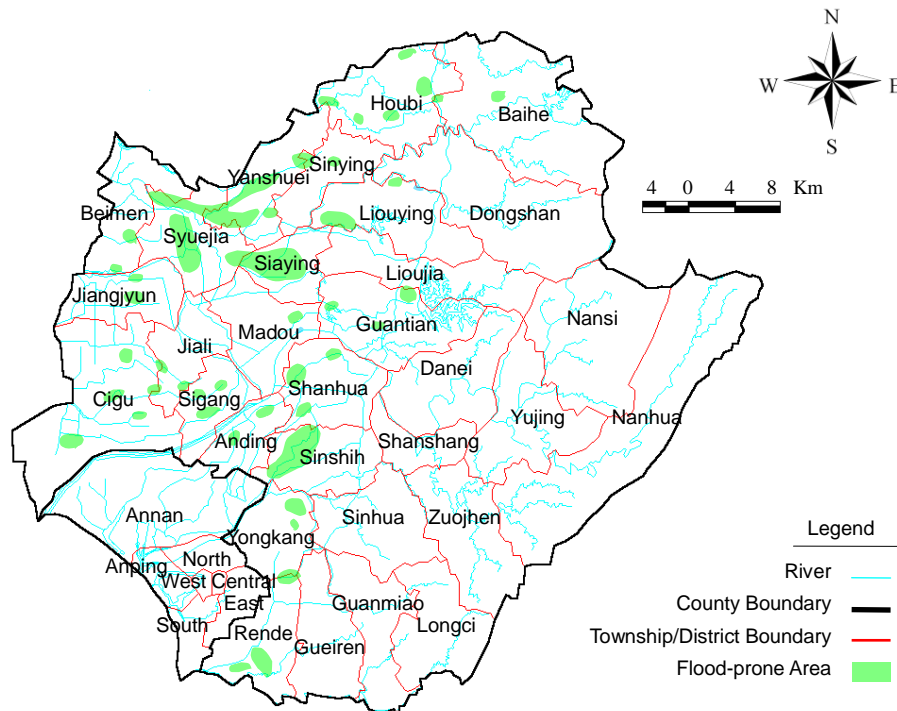 N
W E
S
4 0 4 8 Km
Houbi
Baihe
Sinying
Yanshuei
Beimen
Liouying
Dongshan
Syuejia
Siaying
Lioujia
Jiangjyun
Nansi
Madou
Guantian
Jiali
Danei
Shanhua
Cigu
Sigang
Yujing
Nanhua
Anding
Shanshang
Sinshih
Annan
Sinhua
Zuojhen
Yongkang
North
Anping
West Central
East
Guanmiao
South
Rende
Longci
Gueiren
Legend
River
County Boundary
Township/District Boundary
Flood-prone Area